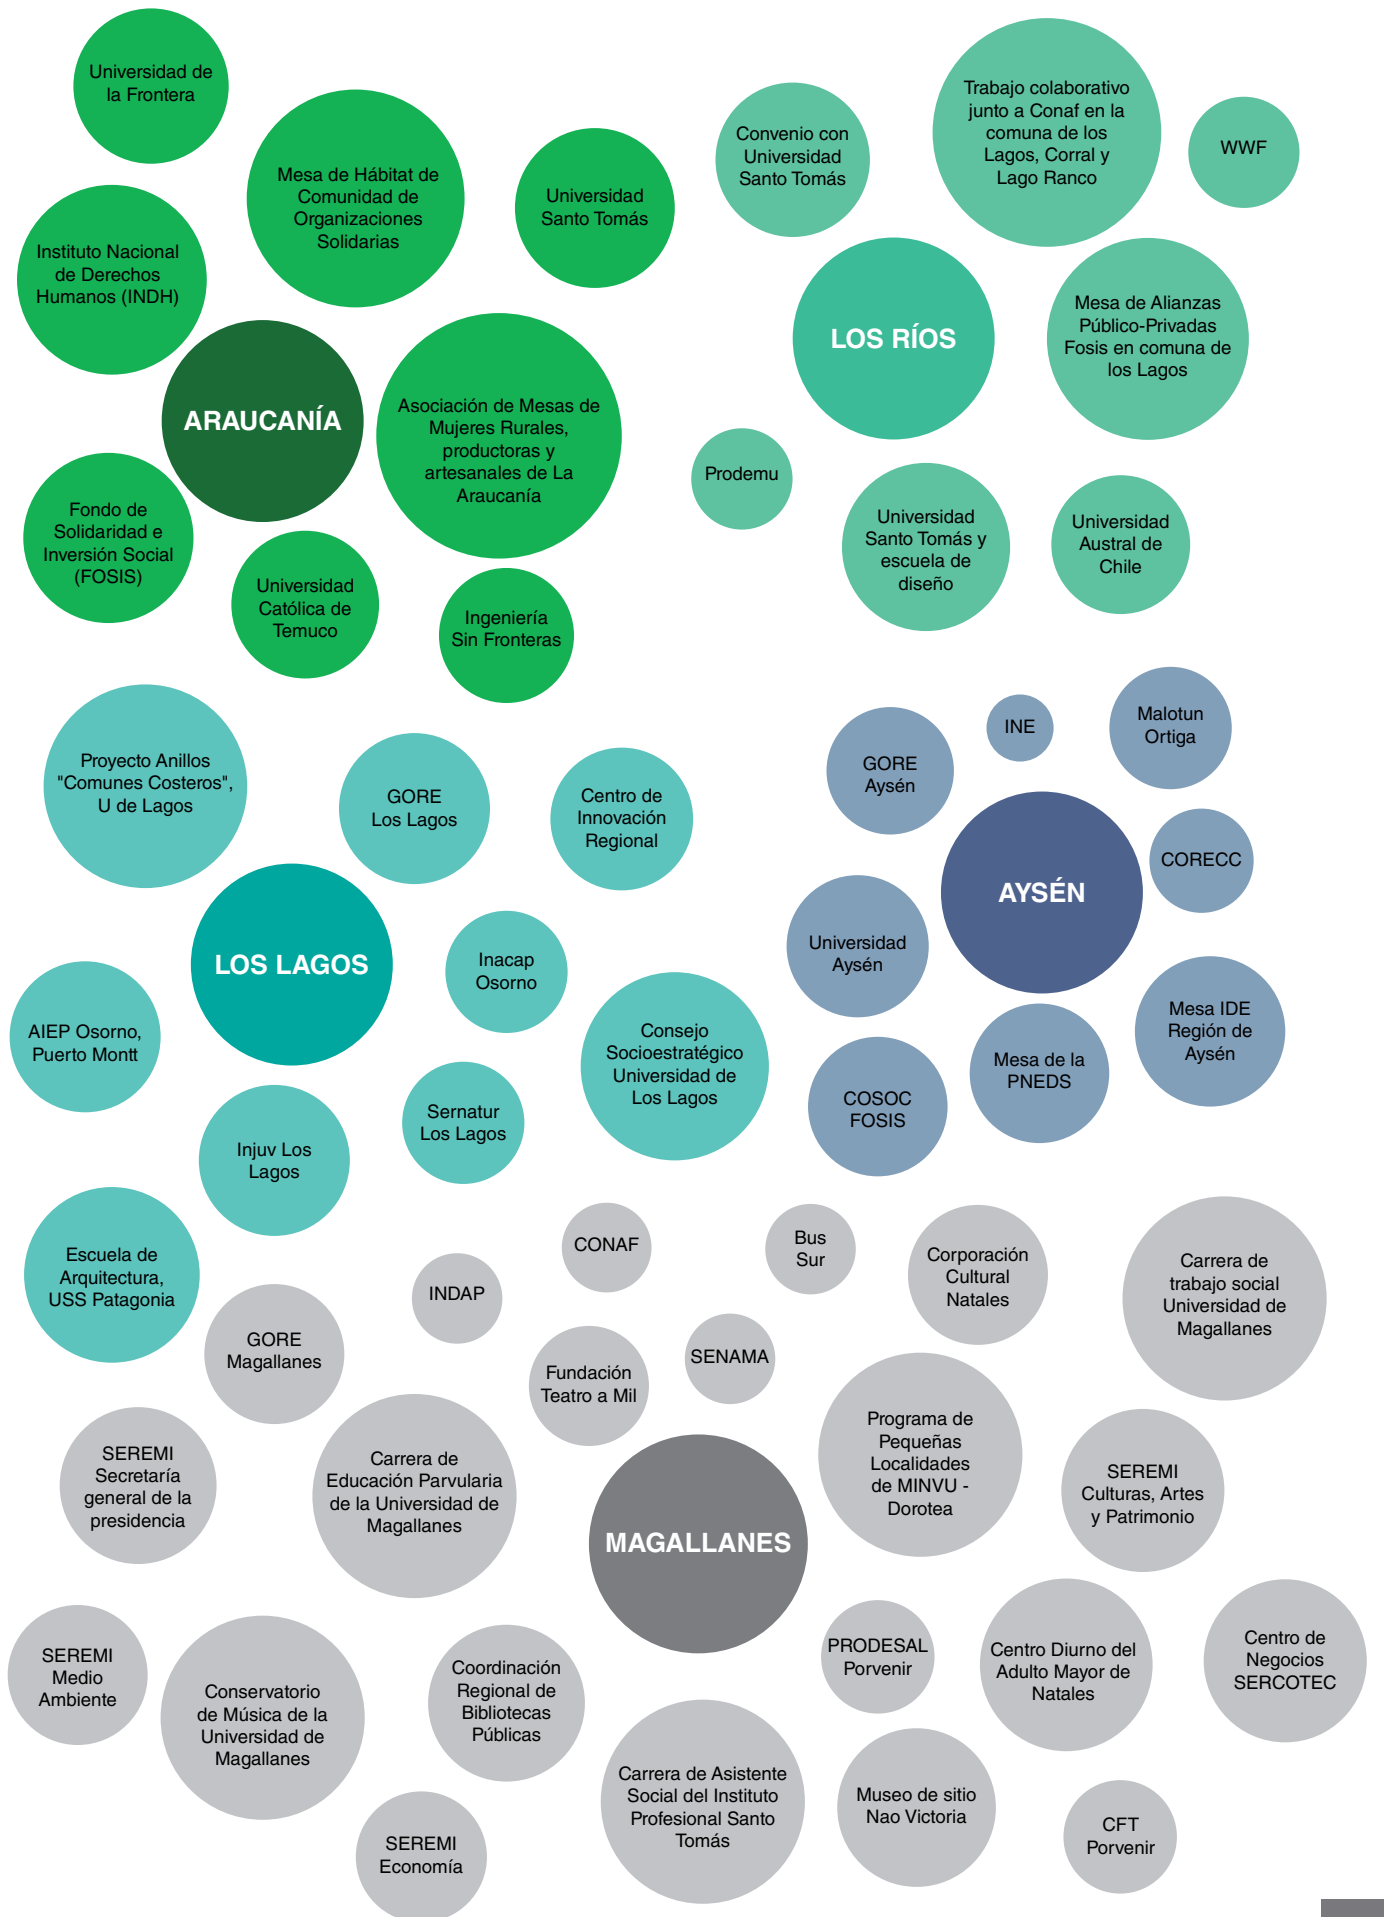 Universidad de
la Frontera
Mesa de Hábitat de
Comunidad de
Organizaciones
Solidarias
Universidad
Santo Tomás
Instituto Nacional
de Derechos
Humanos (INDH)
ARAUCANÍA
Asociación de Mesas de
Mujeres Rurales,
productoras y
artesanales de La
Araucanía
Fondo de
Solidaridad e
Inversión Social
(FOSIS)
Universidad
Católica de
Temuco
Ingeniería
Sin Fronteras
Convenio con
Universidad
Santo Tomás
Trabajo colaborativo
junto a Conaf en la
comuna de los
Lagos, Corral y
Lago Ranco
WWF
LOS RÍOS
Mesa de Alianzas
Público-Privadas
Fosis en comuna de
los Lagos
Prodemu
Universidad
Santo Tomás y
escuela de
diseño
Universidad
Austral de
Chile
Proyecto Anillos
"Comunes Costeros",
U de Lagos
GORE
Los Lagos
Centro de
Innovación
Regional
LOS LAGOS
Inacap
Osorno
AIEP Osorno,
Puerto Montt
Consejo
Socioestratégico
Universidad de
Los Lagos
Sernatur
Los Lagos
Injuv Los
Lagos
Escuela de
Arquitectura,
USS Patagonia
INE
Malotun
Ortiga
GORE
Aysén
CORECC
AYSÉN
Universidad
Aysén
Mesa IDE
Región de
Aysén
Mesa de la
PNEDS
COSOC
FOSIS
CONAF
Bus
Sur
Corporación
Cultural
Natales
Carrera de
trabajo social
Universidad de
Magallanes
INDAP
GORE
Magallanes
SENAMA
Fundación
Teatro a Mil
Programa de
Pequeñas
Localidades
de MINVU -
Dorotea
SEREMI
Secretaría
general de la
presidencia
Carrera de
Educación Parvularia
de la Universidad de
Magallanes
SEREMI
Culturas, Artes
y Patrimonio
MAGALLANES
SEREMI
Medio
Ambiente
Conservatorio
de Música de la
Universidad de
Magallanes
Coordinación
Regional de
Bibliotecas
Públicas
PRODESAL
Porvenir
Centro Diurno del
Adulto Mayor de
Natales
Centro de
Negocios
SERCOTEC
Carrera de Asistente
Social del Instituto
Profesional Santo
Tomás
Museo de sitio
Nao Victoria
SEREMI
Economía
CFT
Porvenir